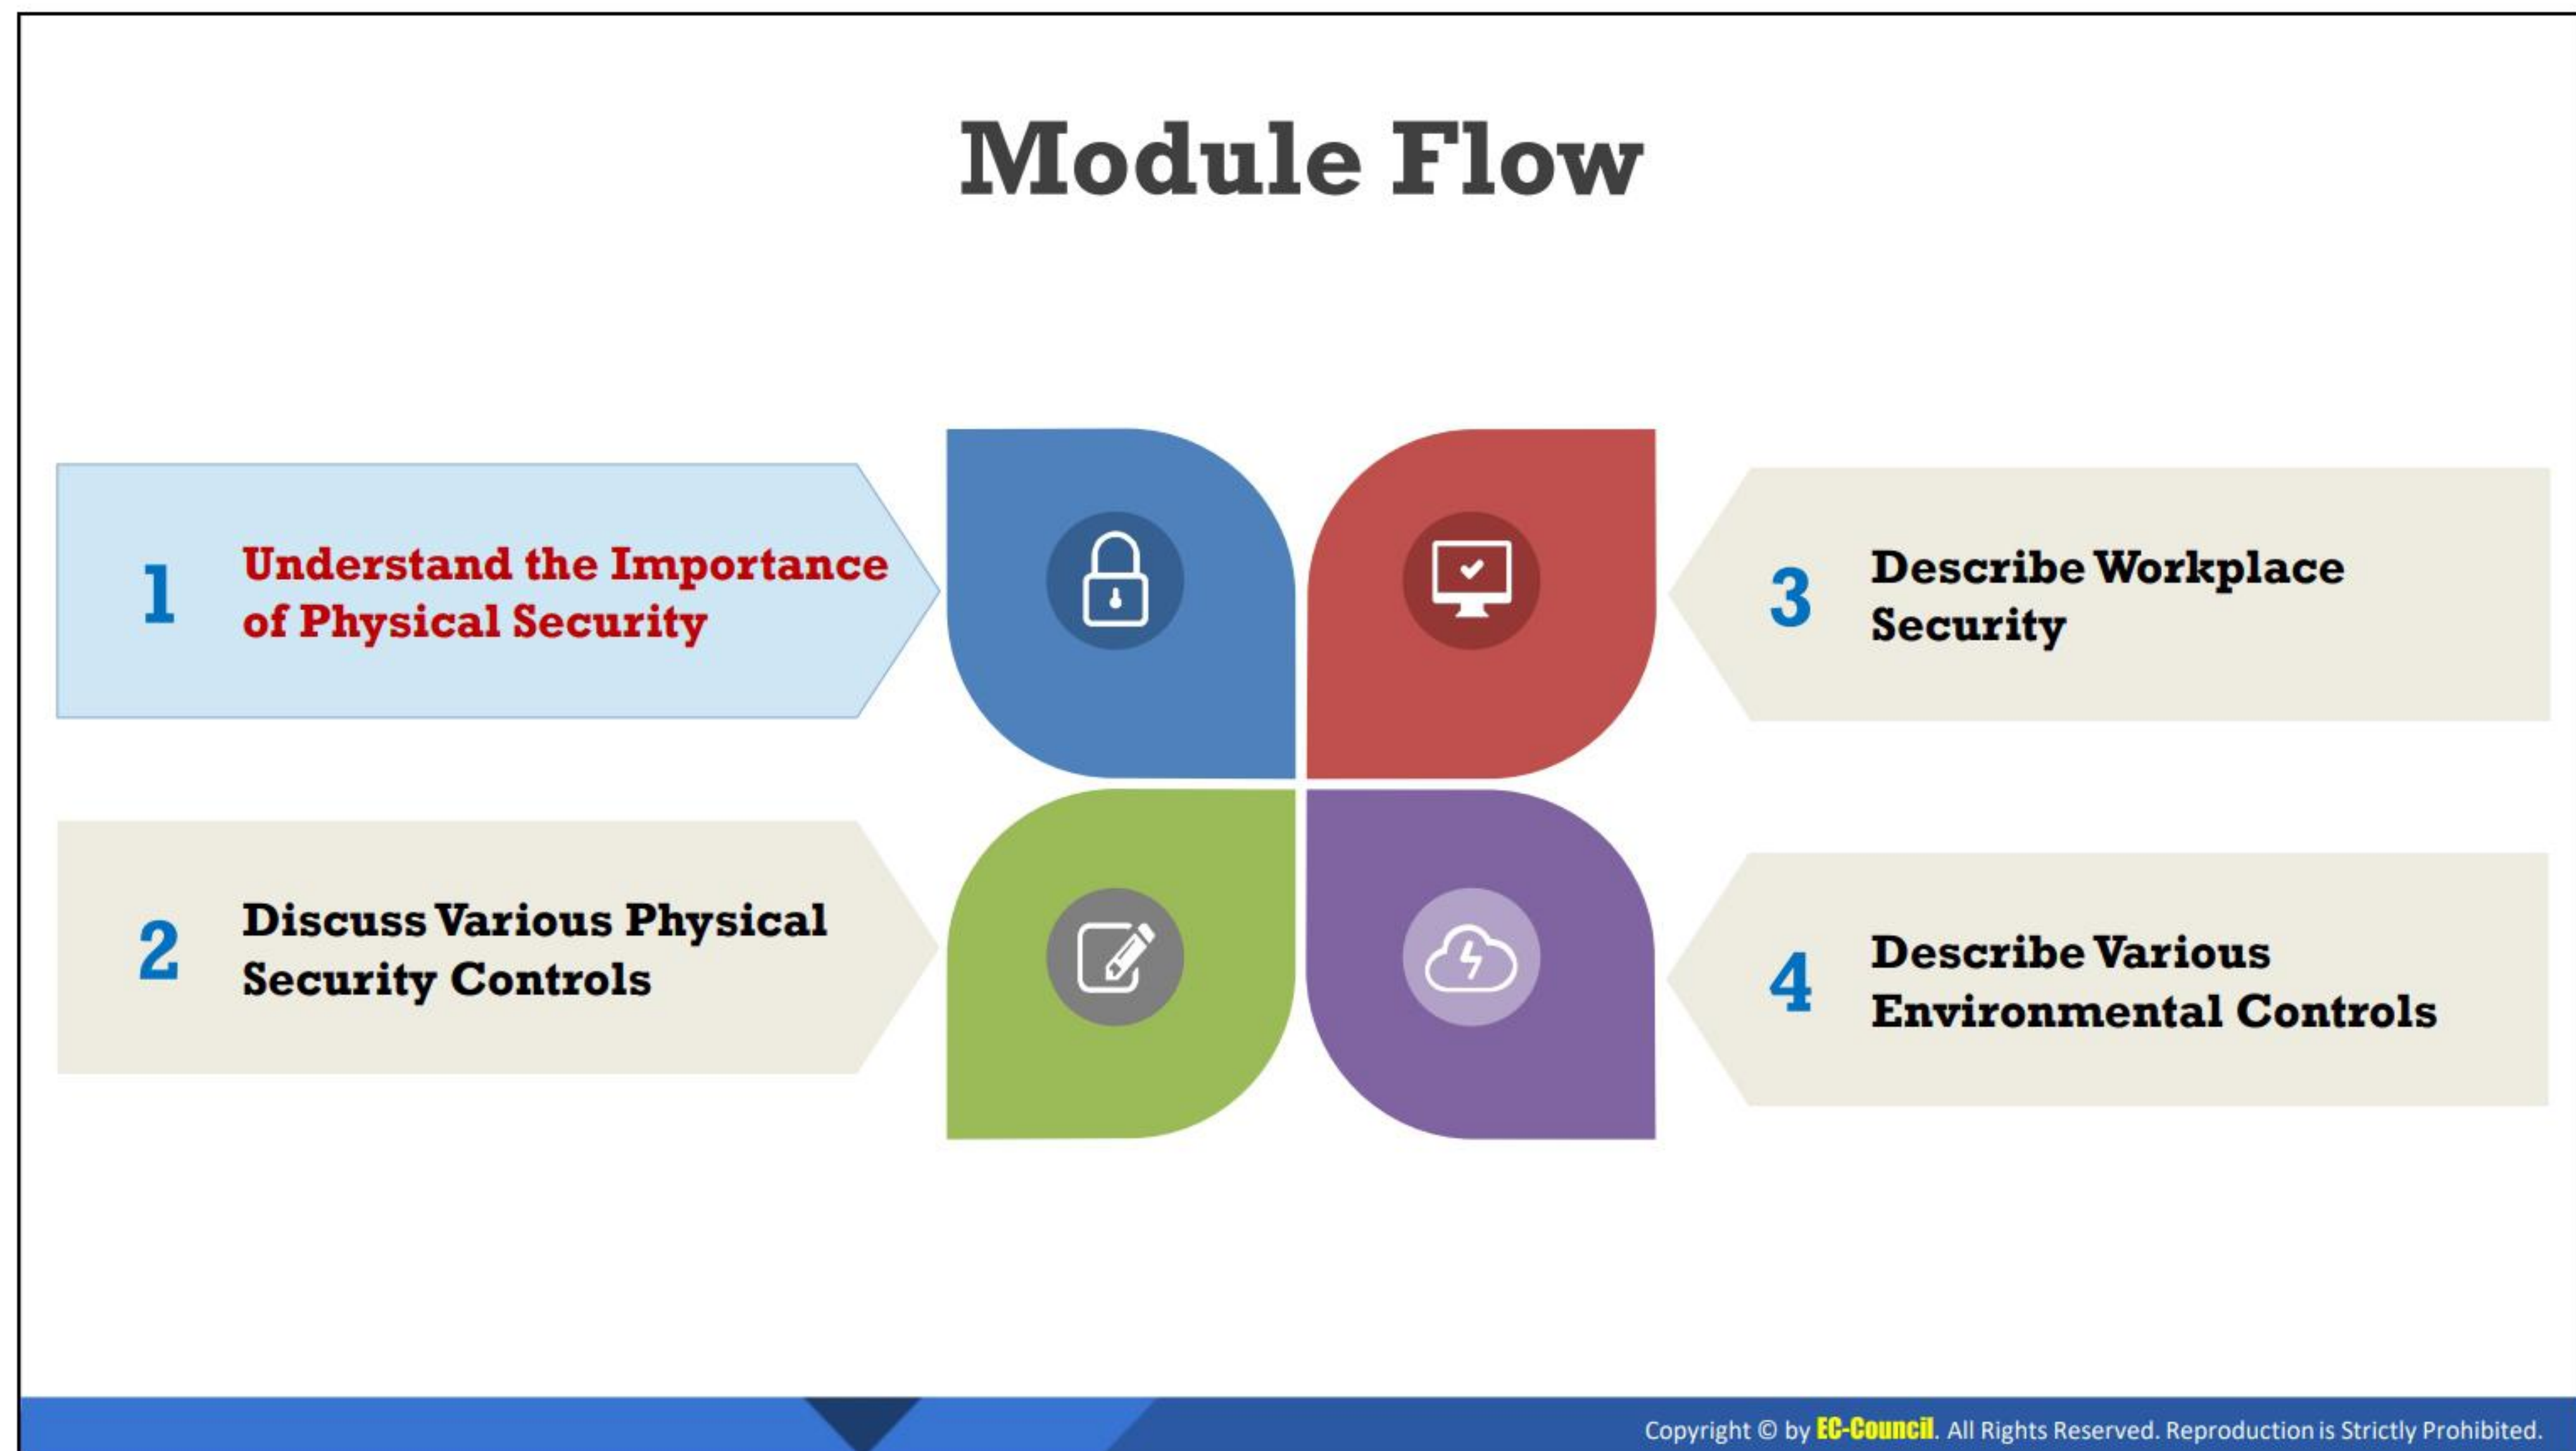 Module Flow
1
Understand the Importance
of Physical Security
2
Discuss Various Physical
Security Controls
3
Describe Workplace
Security
4
Describe Various
Environmental Controls
Copyright © by EC-Council. All Rights Reserved. Reproduction is Strictly Prohibited.